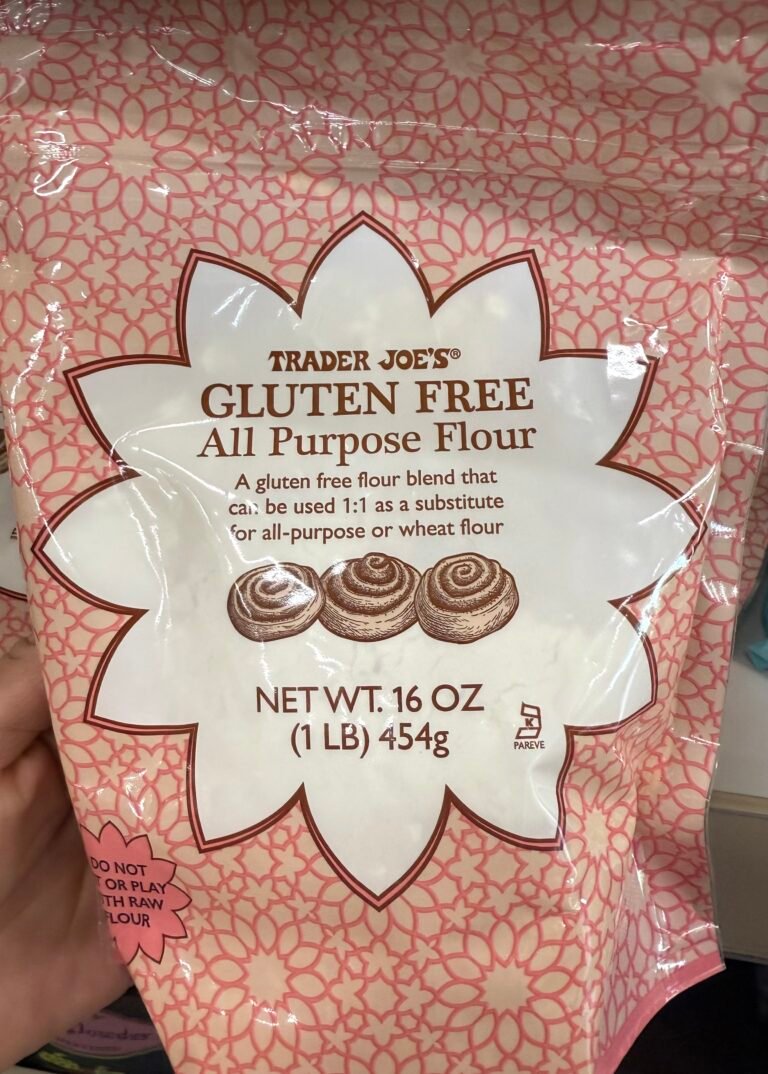 TRADER JOE'S®
GLUTEN FREE
All Purpose Flour
A gluten free flour blend that
can be used 1:1 as a substitute
for all-purpose or wheat flour
NET WT. 16 OZ
(1 LB) 454g
K
PAREVE
DO NOT
OR PLAY
RAW